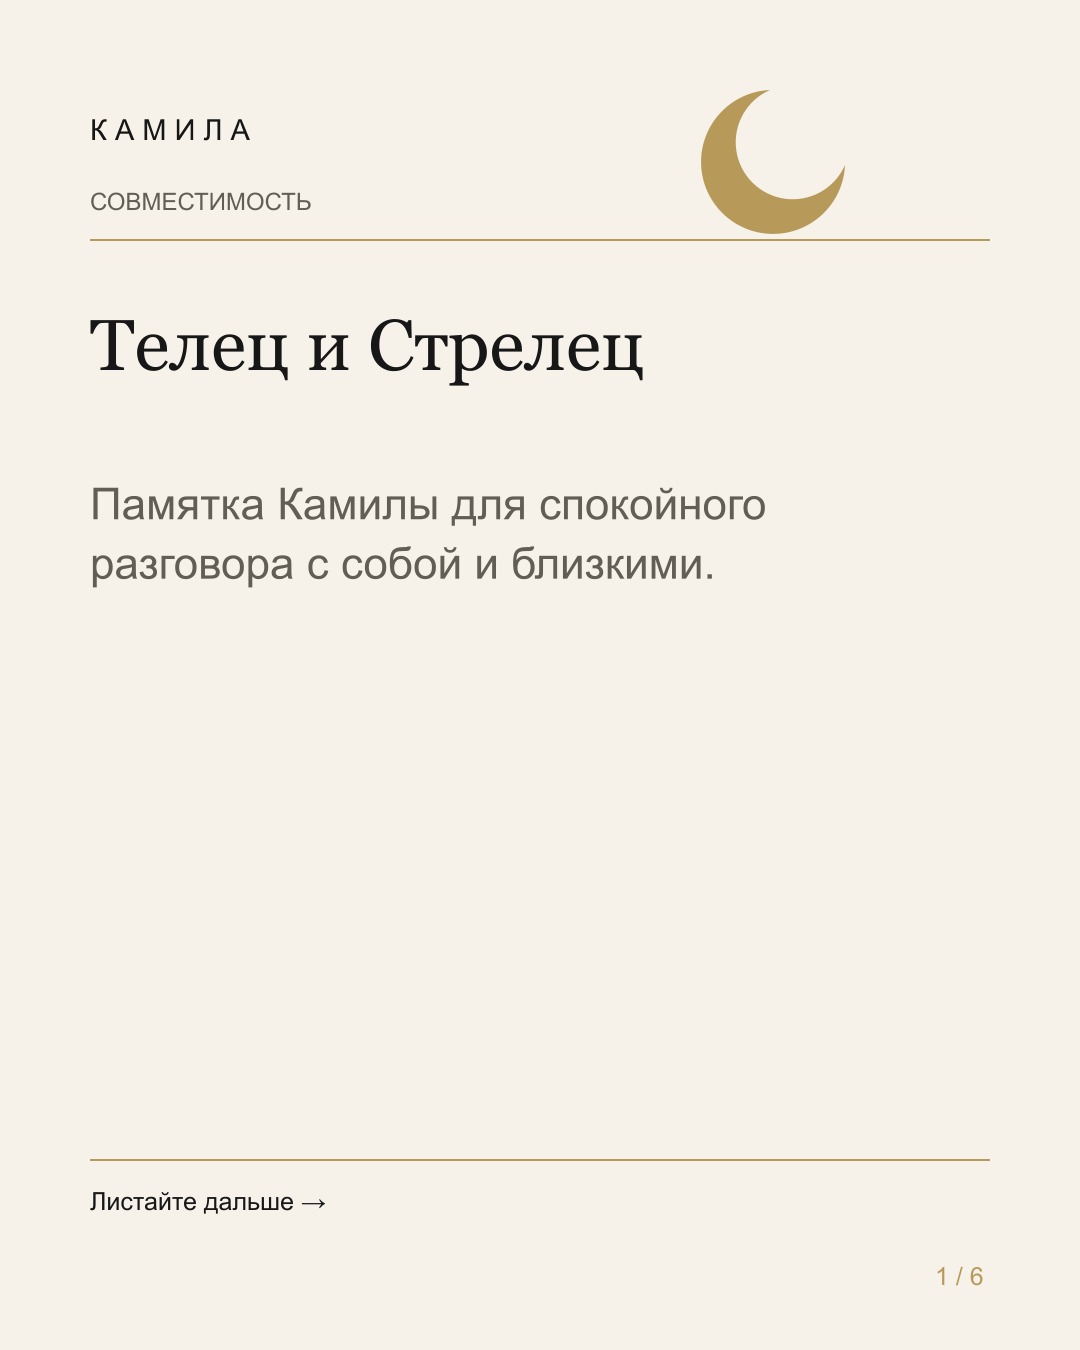 КАМИЛА
СОВМЕСТИМОСТЬ
Телец и Стрелец
Памятка Камилы для спокойного
разговора с собой и близкими.
Листайте дальше →
1 / 6